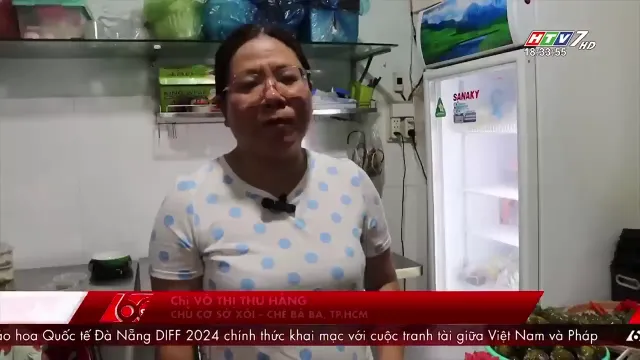 HTV7 HD
18:33:55
SANAKY
Chị VÕ THỊ THU HẰNG
CHỦ CƠ SỞ XÔI - CHÈ BÀ BA, TP.HCM
ao hoa Quốc tế Đà Nẵng DIFF 2024 chính thức khai mạc với cuộc tranh tài giữa Việt Nam và Pháp